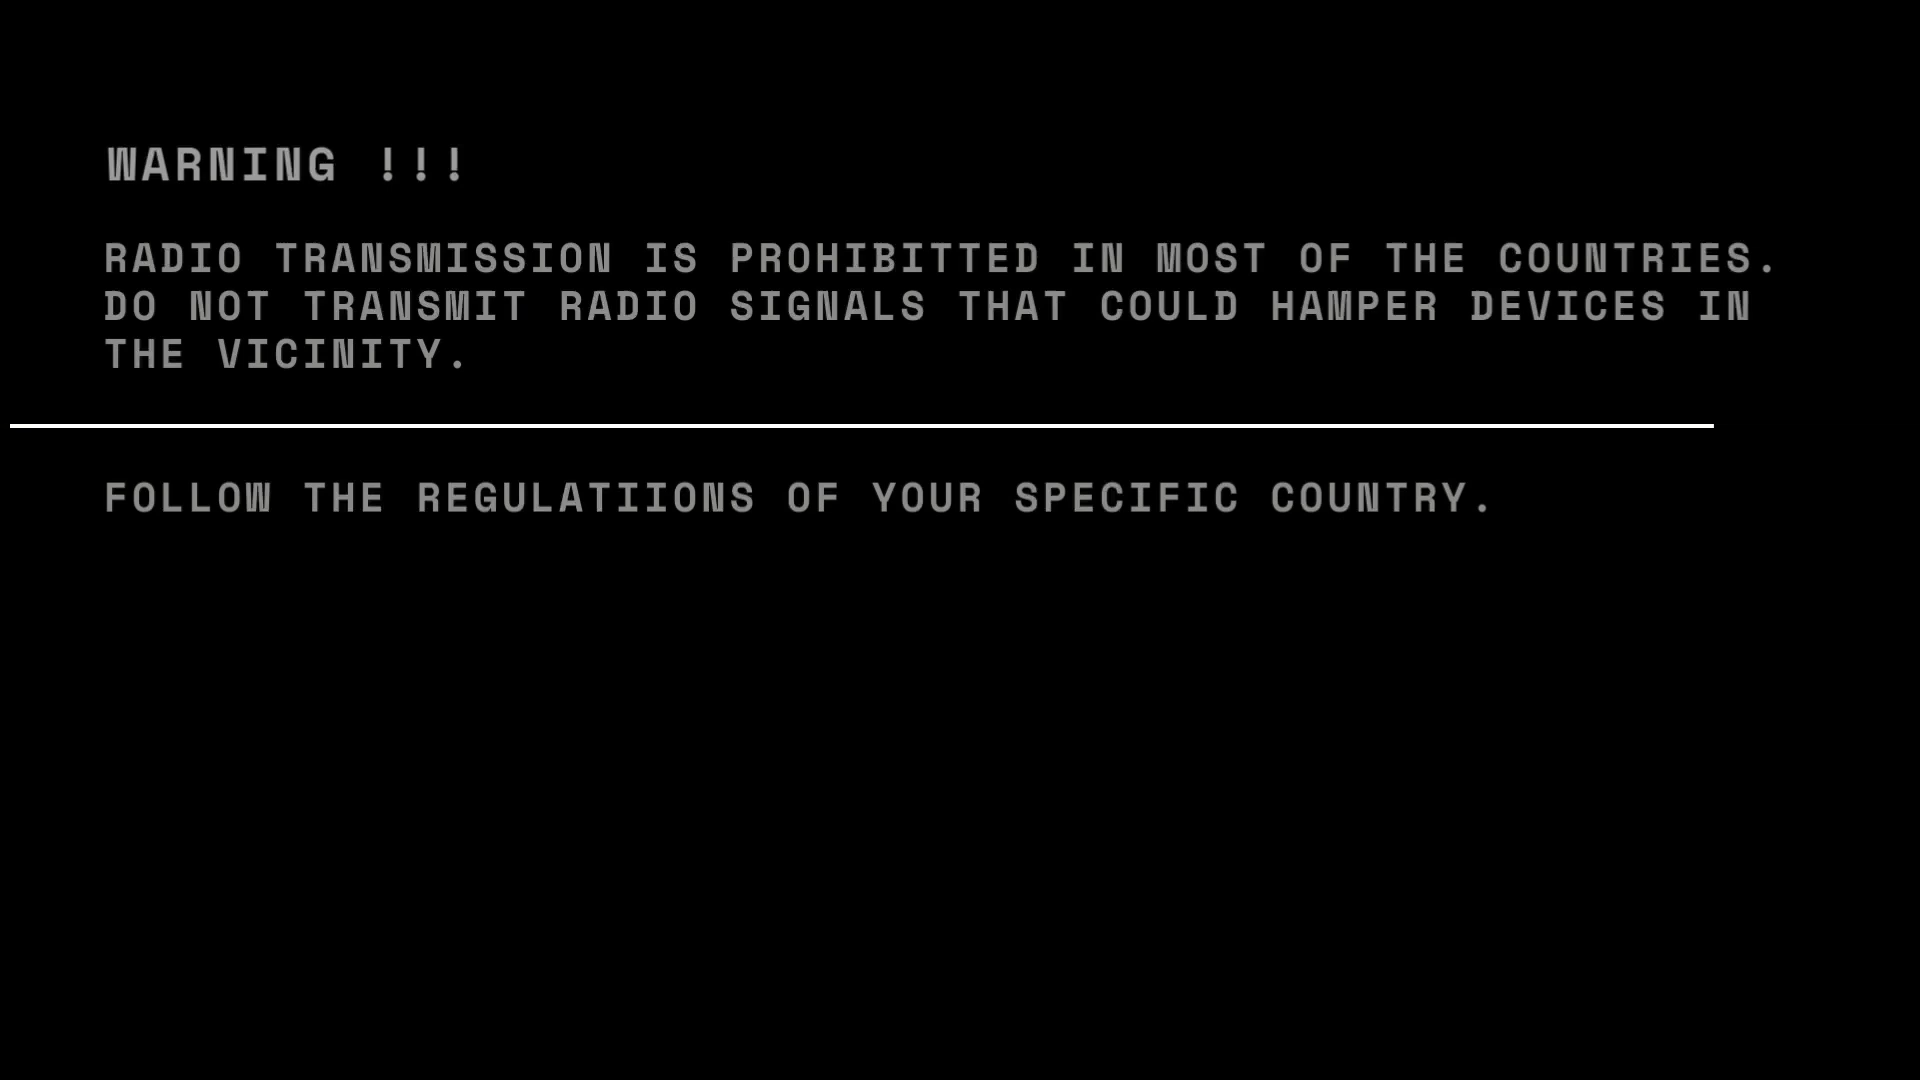 WARNING !!!
RADIO TRANSMISSION IS PROHIBITTED IN MOST OF THE COUNTRIES.
DO NOT TRANSMIT RADIO SIGNALS THAT COULD HAMPER DEVICES IN
THE VICINITY.
FOLLOW THE REGULATIIONS OF YOUR SPECIFIC COUNTRY.